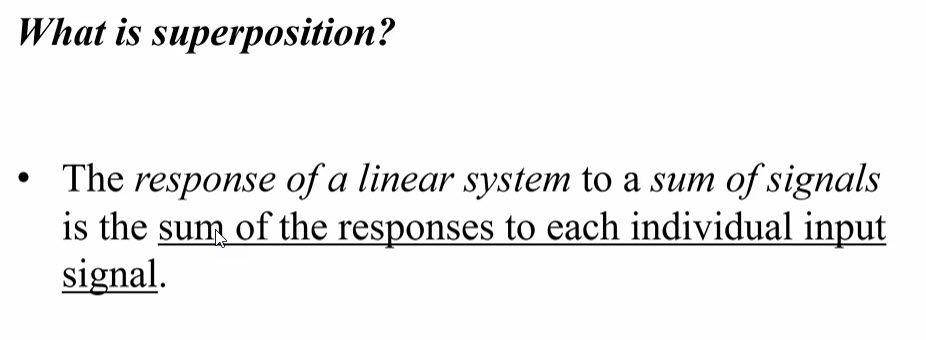 What is superposition?
• The response of a linear system to a sum of signals
is the sum of the responses to each individual input
signal.